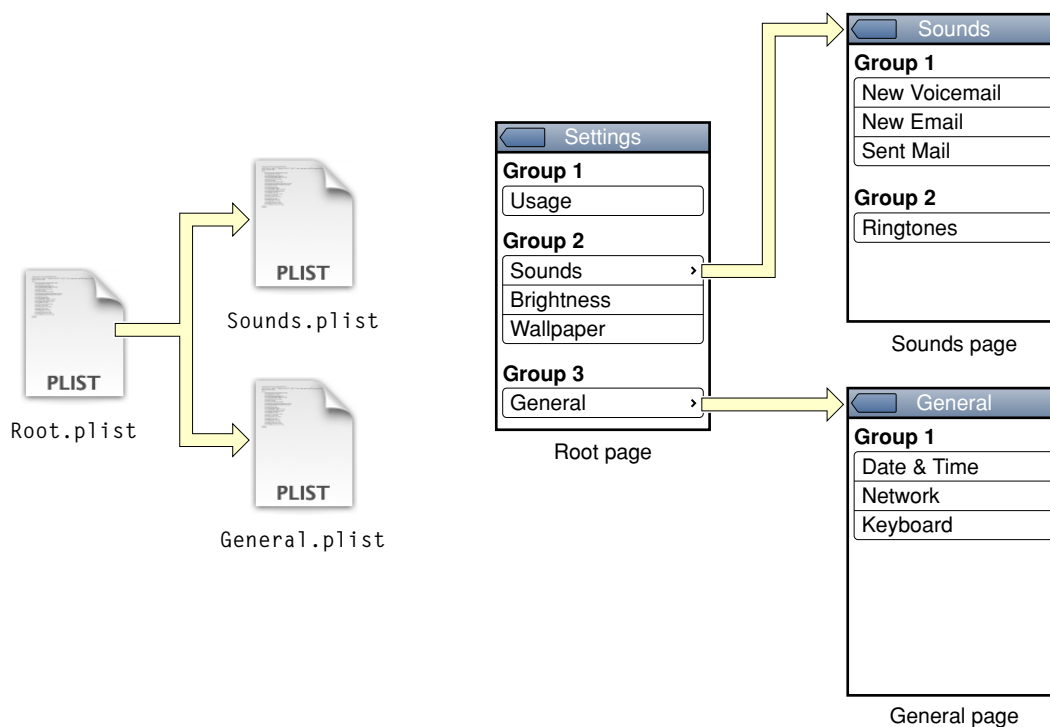 PLIST
Root.plist
PLIST
Sounds.plist
PLIST
General.plist
Settings
Group 1
Usage
Group 2
Sounds
Brightness
Wallpaper
Group 3
General
Root page
Sounds
Group 1
New Voicemail
New Email
Sent Mail
Group 2
Ringtones
Sounds page
General
Group 1
Date & Time
Network
Keyboard
General page